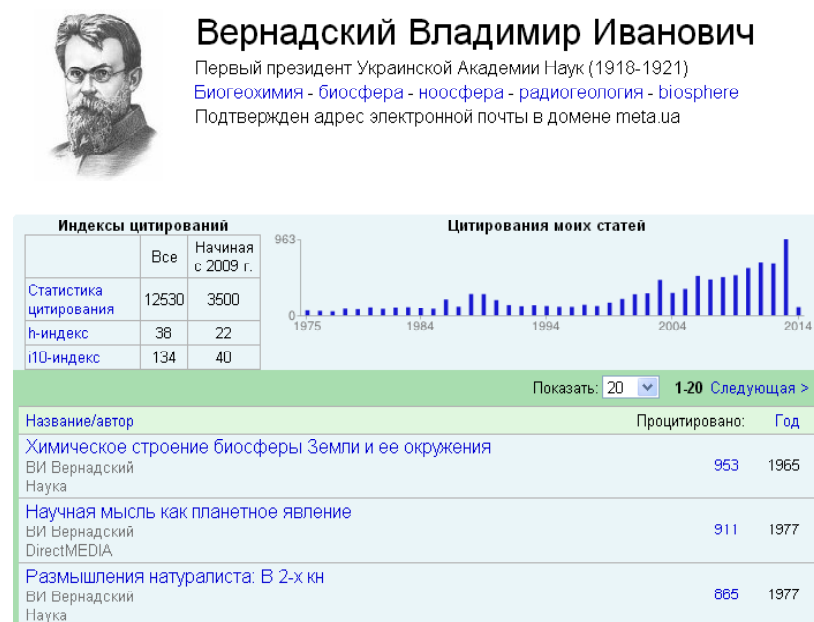 Вернадский Владимир Иванович
Первый президент Украинской Академии Наук (1918-1921)
Биогеохимия - биосфера - ноосфера - радиогеология - biosphere
Подтвержден адрес электронной почты в домене meta.ua
Индексы цитирований
Все Начиная с 2009 г.
Статистика цитирования 12530 3500
h-индекс 38 22
i10-индекс 134 40
Цитирования моих статей
963
0
1975 1984 1994 2004 2014
Показать: 20 1-20 Следующая >
Название/автор Процитировано: Год
Химическое строение биосферы Земли и ее окружения
ВИ Вернадский 953 1965
Наука
Научная мысль как планетное явление
ВИ Вернадский 911 1977
DirectMEDIA
Размышления натуралиста: В 2-х кн
ВИ Вернадский 865 1977
Наука